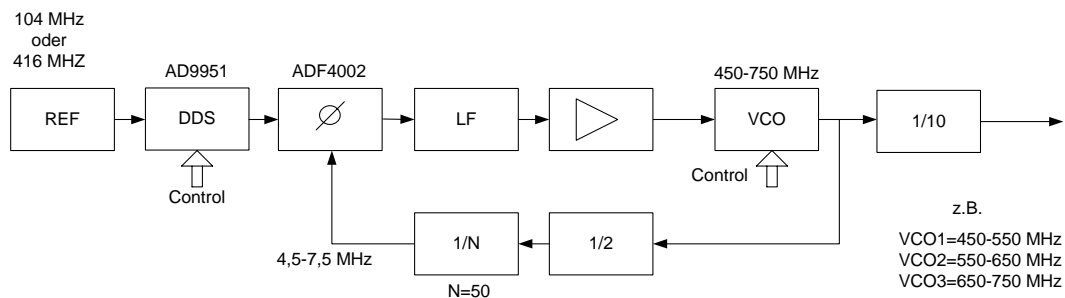 104 MHz
oder
416 MHZ
AD9951
ADF4002
450-750 MHz
REF
DDS
LF
VCO
1/10
Control
Control
4,5-7,5 MHz
1/N
1/2
N=50
z.B.
VCO1=450-550 MHz
VCO2=550-650 MHz
VCO3=650-750 MHz